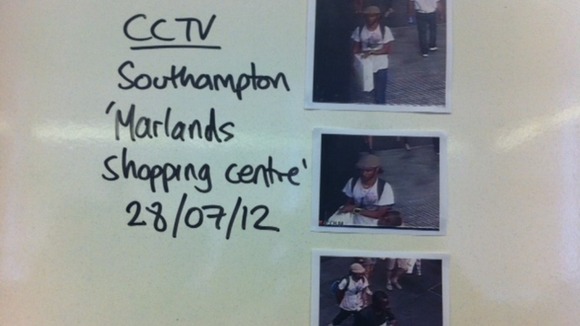 CCTV
Southampton
'Marlands
shopping centre'
28/07/12